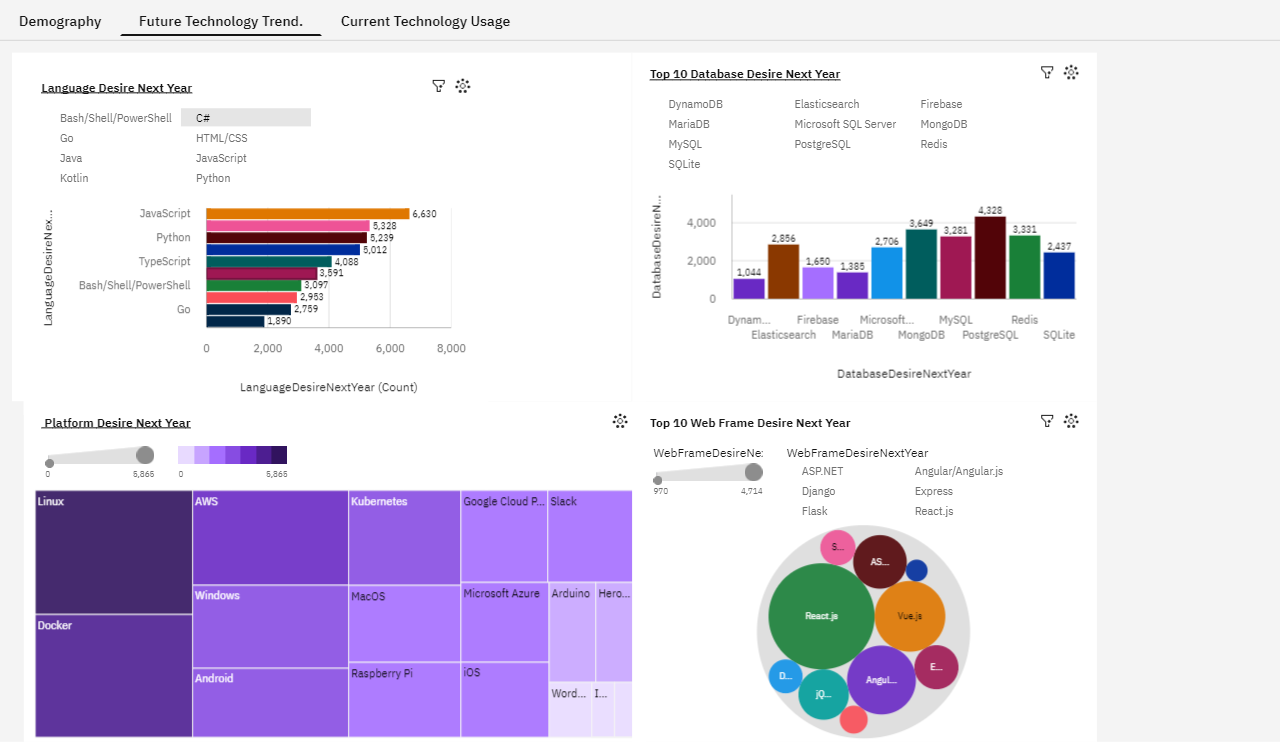 Demography
Future Technology Trend.
Current Technology Usage
Language Desire Next Year
Bash/Shell/PowerShell
C#
Go
HTML/CSS
Java
JavaScript
Kotlin
Python
LanguageDesireNex...
JavaScript
Python
TypeScript
Bash/Shell/PowerShell
Go
6,630
5,328
5,239
5,012
4,088
3,591
3,097
2,953
2,759
1,890
0
2,000
4,000
6,000
8,000
LanguageDesireNextYear (Count)
Top 10 Database Desire Next Year
DynamoDB
Elasticsearch
Firebase
MariaDB
Microsoft SQL Server
MongoDB
MySQL
PostgreSQL
Redis
SQLite
DatabaseDesireN...
4,000
2,000
0
1,044
2,856
1,650
1,385
2,706
3,649
3,281
4,328
3,331
2,437
Dynam...
Firebase
Microsoft...
MySQL
Redis
Elasticsearch
MariaDB
MongoDB
PostgreSQL
SQLite
DatabaseDesireNextYear
Platform Desire Next Year
0
5,865
0
5,865
Linux
AWS
Kubernetes
Google Cloud P...
Slack
Windows
MacOS
Microsoft Azure
Arduino
Hero...
Docker
Android
Raspberry Pi
iOS
Word...
I...
Top 10 Web Frame Desire Next Year
WebFrameDesireNe:
970
4,714
WebFrameDesireNextYear
ASP.NET
Angular/Angular.js
Django
Express
Flask
React.js
S...
AS...
React.js
Vue.js
E...
D...
jQ...
Angul...